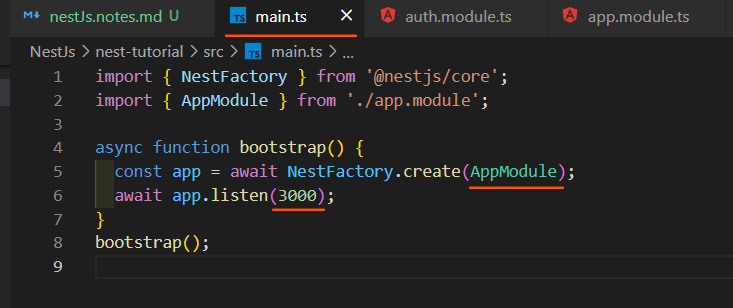 nestJs.notes.md U
main.ts
auth.module.ts
app.module.ts
NestJs > nest-tutorial > src > TS main.ts > ...
1 import { NestFactory } from '@nestjs/core';
2 import { AppModule } from './app.module';
3
4 async function bootstrap() {
5 const app = await NestFactory.create(AppModule);
6 await app.listen(3000);
7 }
8 bootstrap();
9